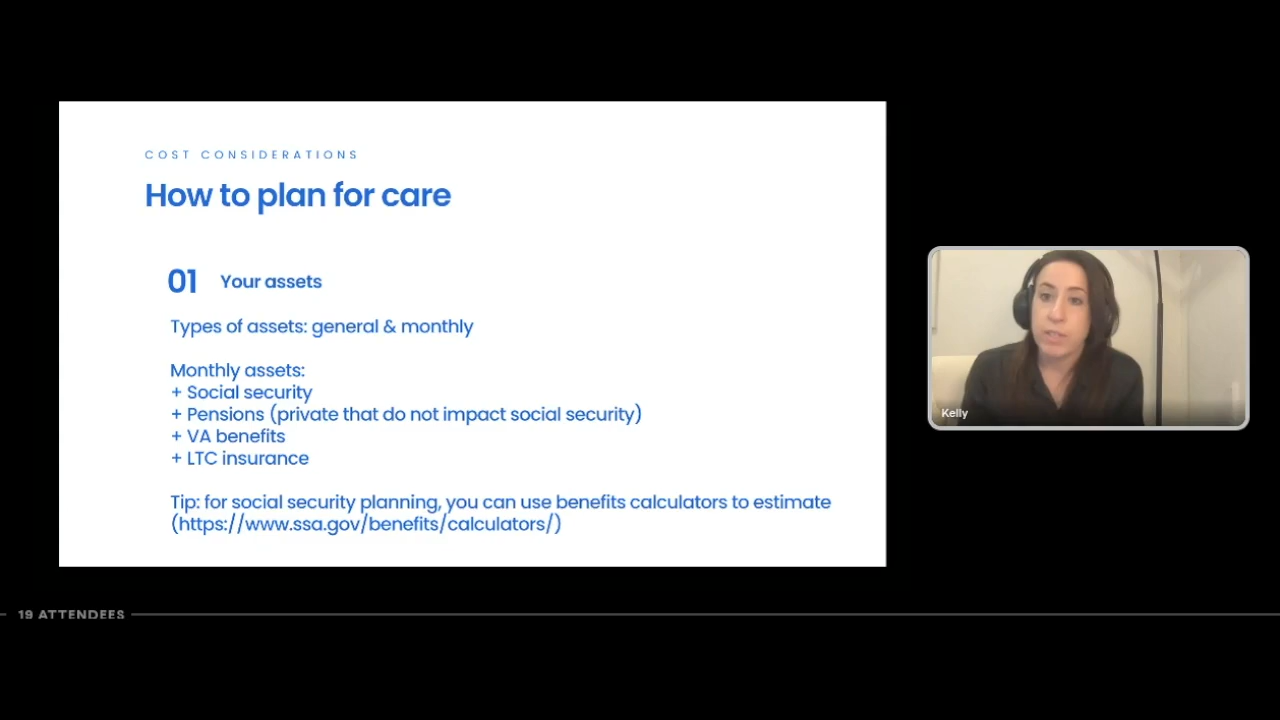 COST CONSIDERATIONS
How to plan for care
01 Your assets
Types of assets: general & monthly
Monthly assets:
+ Social security
+ Pensions (private that do not impact social security)
+ VA benefits
+ LTC insurance
Tip: for social security planning, you can use benefits calculators to estimate
(https://www.ssa.gov/benefits/calculators/)
Kelly
19 ATTENDEES